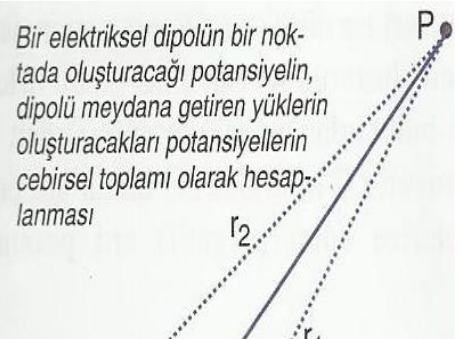 Bir elektriksel dipolün bir nok-
tada oluşturacağı potansiyelin,
dipolü meydana getiren yüklerin
oluşturacakları potansiyellerin
cebirsel toplamı olarak hesap-
lanması
P
r₂